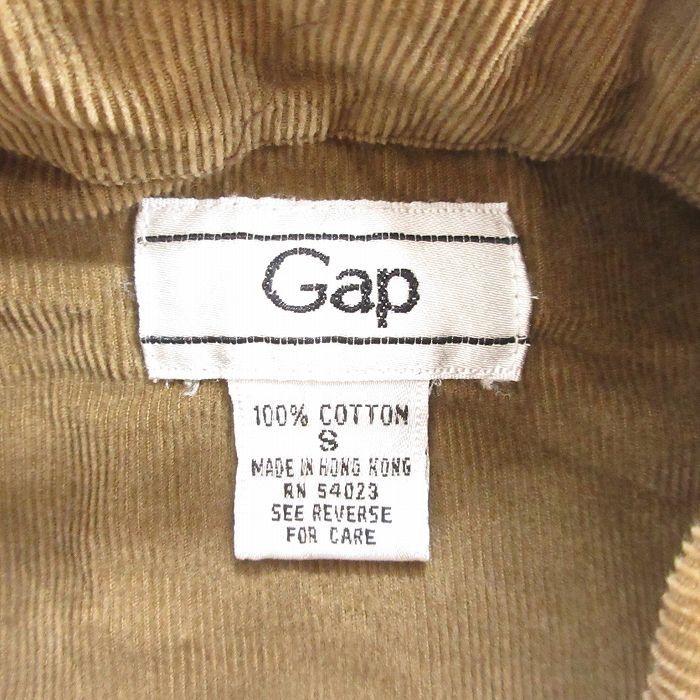 Gap
100% COTTON
S
MADE IN HONG KONG
RN 54023
SEE REVERSE
FOR CARE